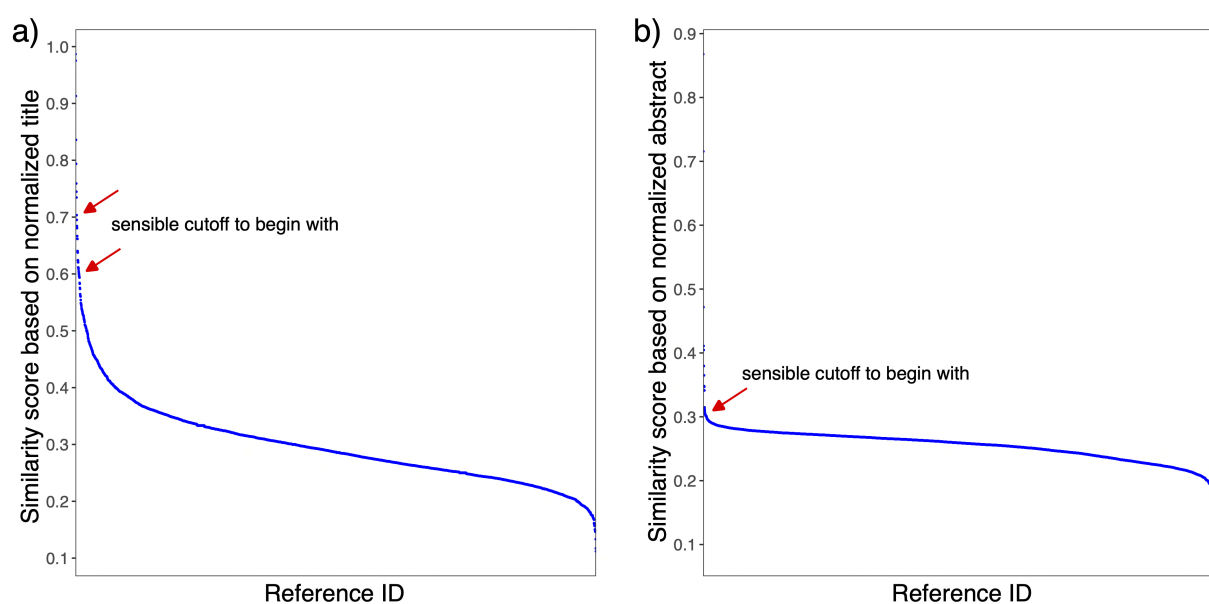 a)
Similarity score based on normalized title
1.0
0.9
0.8
0.7
0.6
0.5
0.4
0.3
0.2
0.1
sensible cutoff to begin with
Reference ID
b)
Similarity score based on normalized abstract
0.9
0.8
0.7
0.6
0.5
0.4
0.3
0.2
0.1
sensible cutoff to begin with
Reference ID